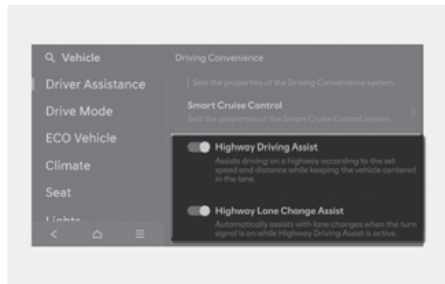 Vehicle
Driver Assistance
Drive Mode
ECO Vehicle
Climate
Seat
Lights
Driving Convenience
Sets the properties of the Driving Convenience system.
Smart Cruise Control
Sets the properties of the Smart Cruise Control system.
Highway Driving Assist
Assists driving on a highway according to the set
speed and distance while keeping the vehicle centered
in the lane.
Highway Lane Change Assist
Automatically assists with lane changes when the turn
signal is on while Highway Driving Assist is active.